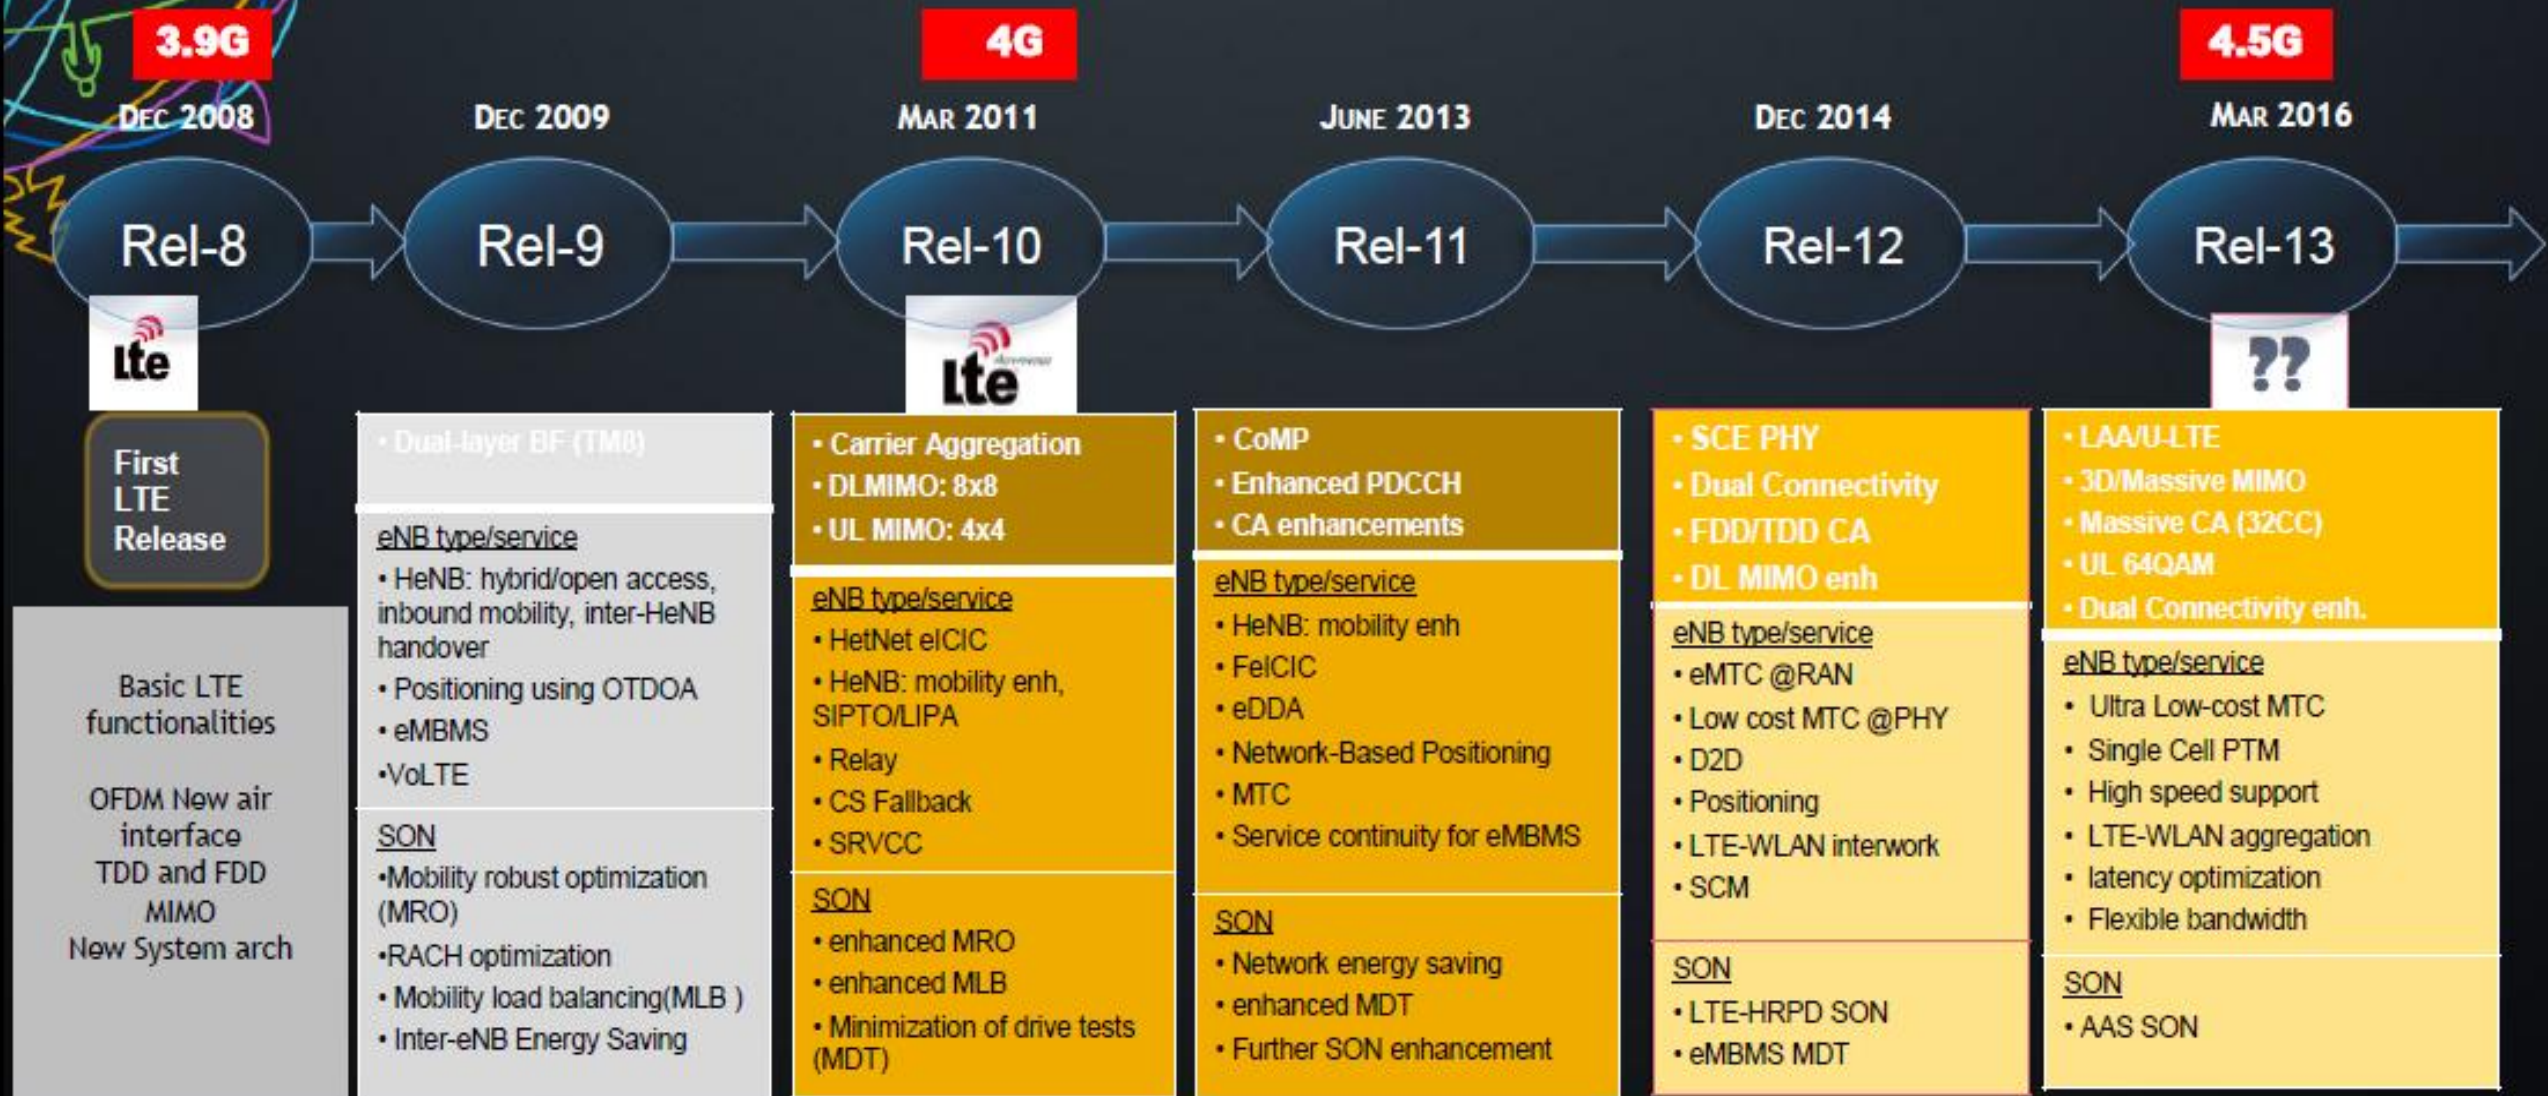 3.9G
4G
4.5G
DEC 2008
DEC 2009
MAR 2011
JUNE 2013
DEC 2014
MAR 2016
Rel-8
Rel-9
Rel-10
Rel-11
Rel-12
Rel-13
Lte
Lte
??
First
LTE
Release
Basic LTE
functionalities
OFDM New air
interface
TDD and FDD
MIMO
New System arch
• Dual-layer BF (TM8)
eNB type/service
• HeNB: hybrid/open access,
inbound mobility, inter-HeNB
handover
• Positioning using OTDOA
• eMBMS
•VoLTE
SON
•Mobility robust optimization
(MRO)
•RACH optimization
• Mobility load balancing(MLB )
• Inter-eNB Energy Saving
• Carrier Aggregation
• DLMIMO: 8x8
• UL MIMO: 4x4
eNB type/service
• HetNet eICIC
• HeNB: mobility enh,
SIPTO/LIPA
• Relay
• CS Fallback
• SRVCC
SON
• enhanced MRO
• enhanced MLB
• Minimization of drive tests
(MDT)
• CoMP
• Enhanced PDCCH
• CA enhancements
eNB type/service
• HeNB: mobility enh
• FeICIC
• eDDA
• Network-Based Positioning
• MTC
• Service continuity for eMBMS
SON
• Network energy saving
• enhanced MDT
• Further SON enhancement
• SCE PHY
• Dual Connectivity
• FDD/TDD CA
• DL MIMO enh
eNB type/service
• eMTC @RAN
• Low cost MTC @PHY
• D2D
• Positioning
• LTE-WLAN interwork
• SCM
SON
• LTE-HRPD SON
• eMBMS MDT
• LAA/U-LTE
• 3D/Massive MIMO
• Massive CA (32CC)
• UL 64QAM
• Dual Connectivity enh.
eNB type/service
• Ultra Low-cost MTC
• Single Cell PTM
• High speed support
• LTE-WLAN aggregation
• latency optimization
• Flexible bandwidth
SON
• AAS SON